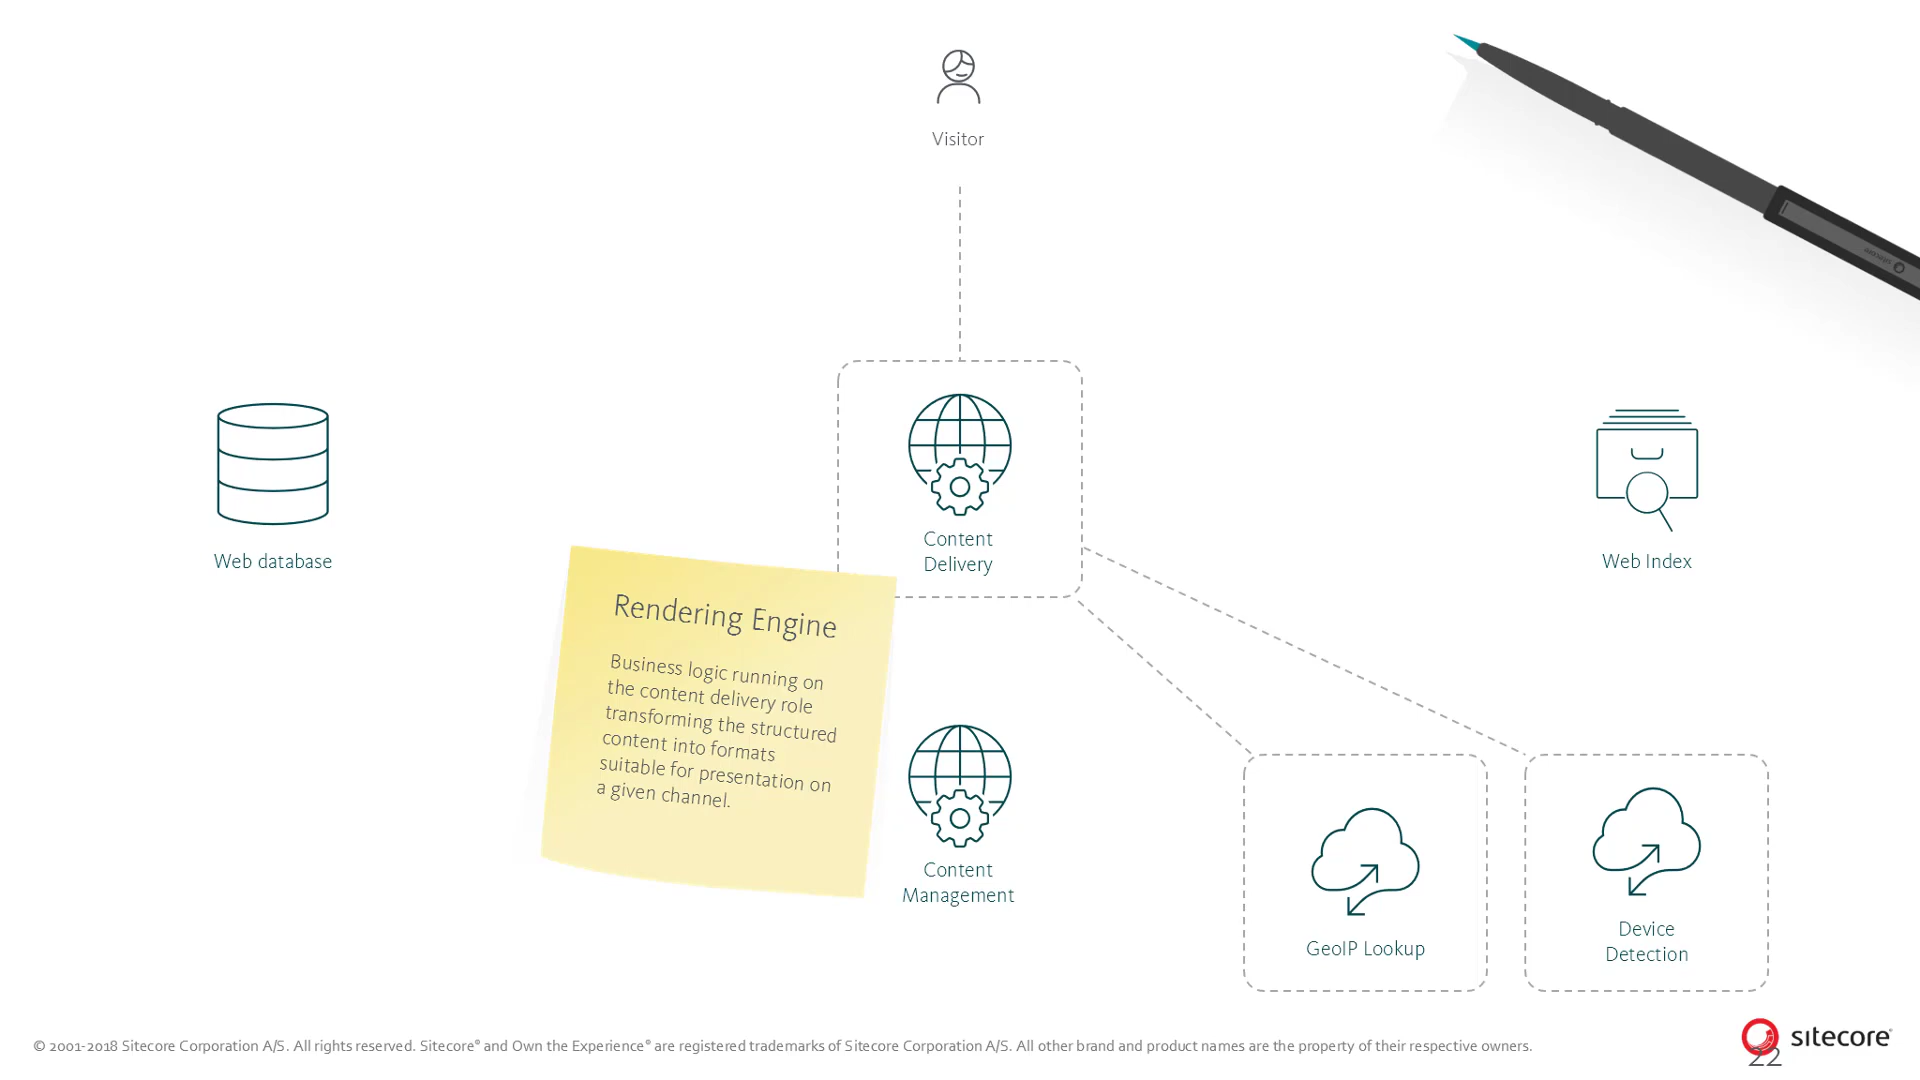 Visitor
Web database
Content
Delivery
Web Index
Rendering Engine
Business logic running on
the content delivery role
transforming the structured
content into formats
suitable for presentation on
a given channel.
Content
Management
GeoIP Lookup
Device
Detection
© 2001-2018 Sitecore Corporation A/S. All rights reserved. Sitecore® and Own the Experience® are registered trademarks of Sitecore Corporation A/S. All other brand and product names are the property of their respective owners.
sitecore
22
sitecore